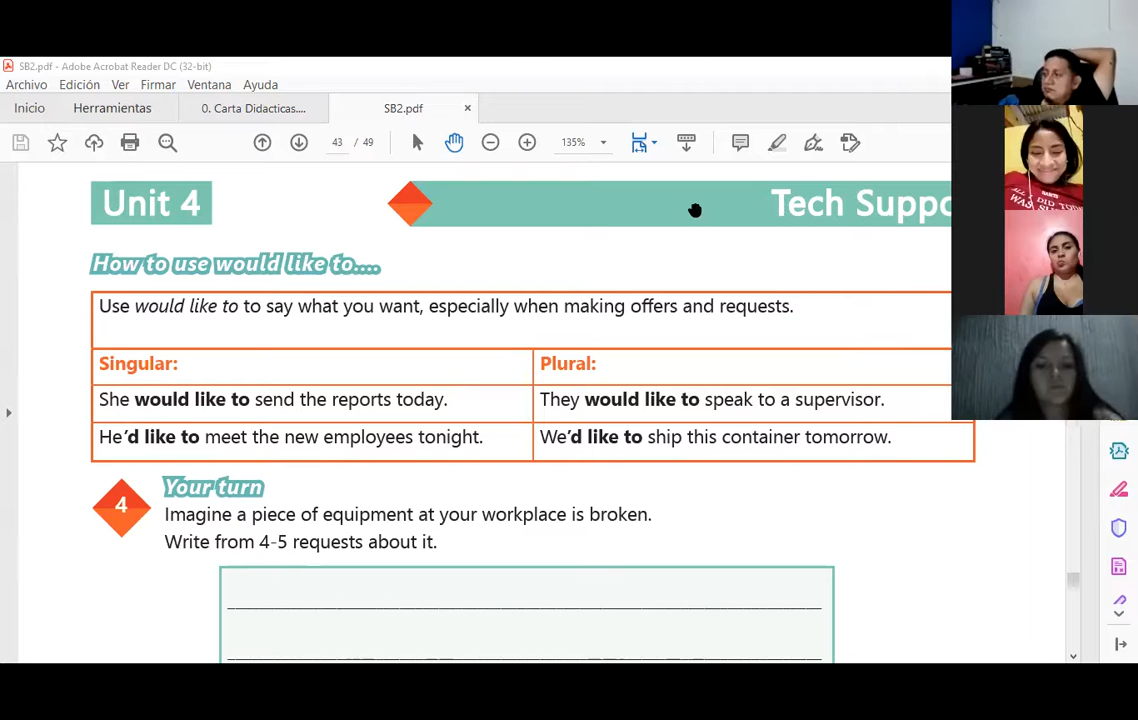 SB2.pdf - Adobe Acrobat Reader DC (32-bit)
Archivo Edición Ver Firmar Ventana Ayuda
Inicio Herramientas 0. Carta Didacticas.... SB2.pdf ×
43 / 49 135%
Unit 4 Tech Suppo
How to use would like to....
Use would like to to say what you want, especially when making offers and requests.
Singular: Plural:
She would like to send the reports today. They would like to speak to a supervisor.
He'd like to meet the new employees tonight. We'd like to ship this container tomorrow.
4 Your turn
Imagine a piece of equipment at your workplace is broken.
Write from 4-5 requests about it.
ALL I DID TODA
WAS